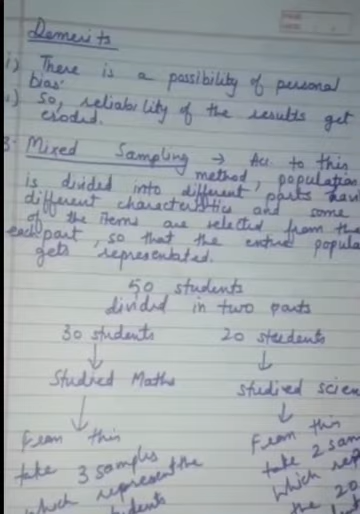 Demerits
i) There is a possibility of personal
bias.
) So, reliability of the results get
eroded.
3. Mixed Sampling → Acc. to this
method, population
is divided into different parts havi
different characteristics and some
of the items are selected from the
each part, so that the entire popula
gets represented.
50 students
divided in two parts
30 students 20 students
↓ ↓
Studied Maths studied scien
↓ ↓
From this From this
take 3 samples take 2 sam
which represent the which rep
the 20